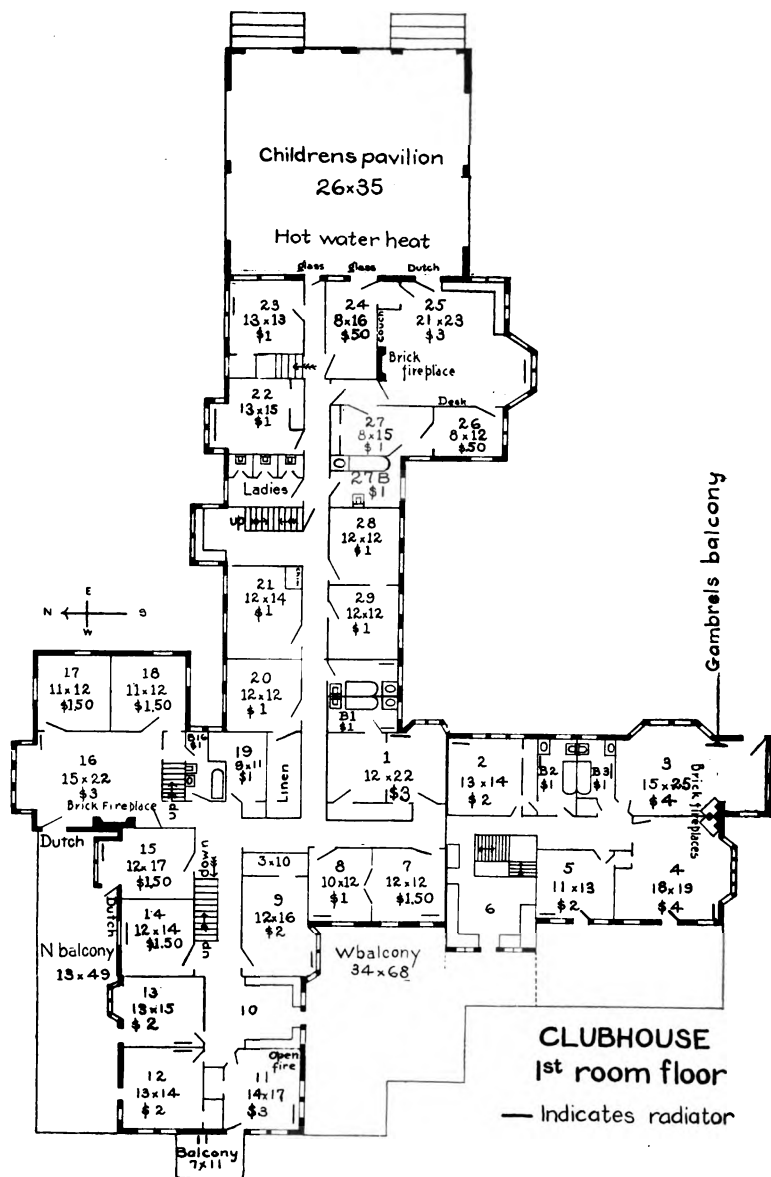 Childrens pavilion
26x35
Hot water heat
glass
glass
Dutch
23
13x13
$1
24
8x16
$.50
couch
25
21x23
$3
Brick
fireplace
Desk
22
13x15
$1
27
8x15
$1
26
8x12
$.50
27B
$1
Ladies
up
28
12x12
$1
21
12x14
$1
29
12x12
$1
Gambrels balcony
E
N
S
W
17
11x12
$1.50
18
11x12
$1.50
20
12x12
$1
B1
$1
B16
$1
16
15x22
$3
up
19
8x11
$1
Linen
1
12x22
$3
2
13x14
$2
B2
$1
B3
$1
3
15x25
$4
Brick fireplaces
Brick Fireplace
Dutch
15
12x17
$1.50
down
3x10
8
10x12
$1
7
12x12
$1.50
5
11x13
$2
4
18x19
$4
6
Dutch
14
12x14
$1.50
up
9
12x16
$2
N balcony
13x49
W balcony
34x68
13
13x15
$2
10
Open
fire
12
13x14
$2
11
14x17
$3
Balcony
7x11
CLUBHOUSE
1st room floor
Indicates radiator